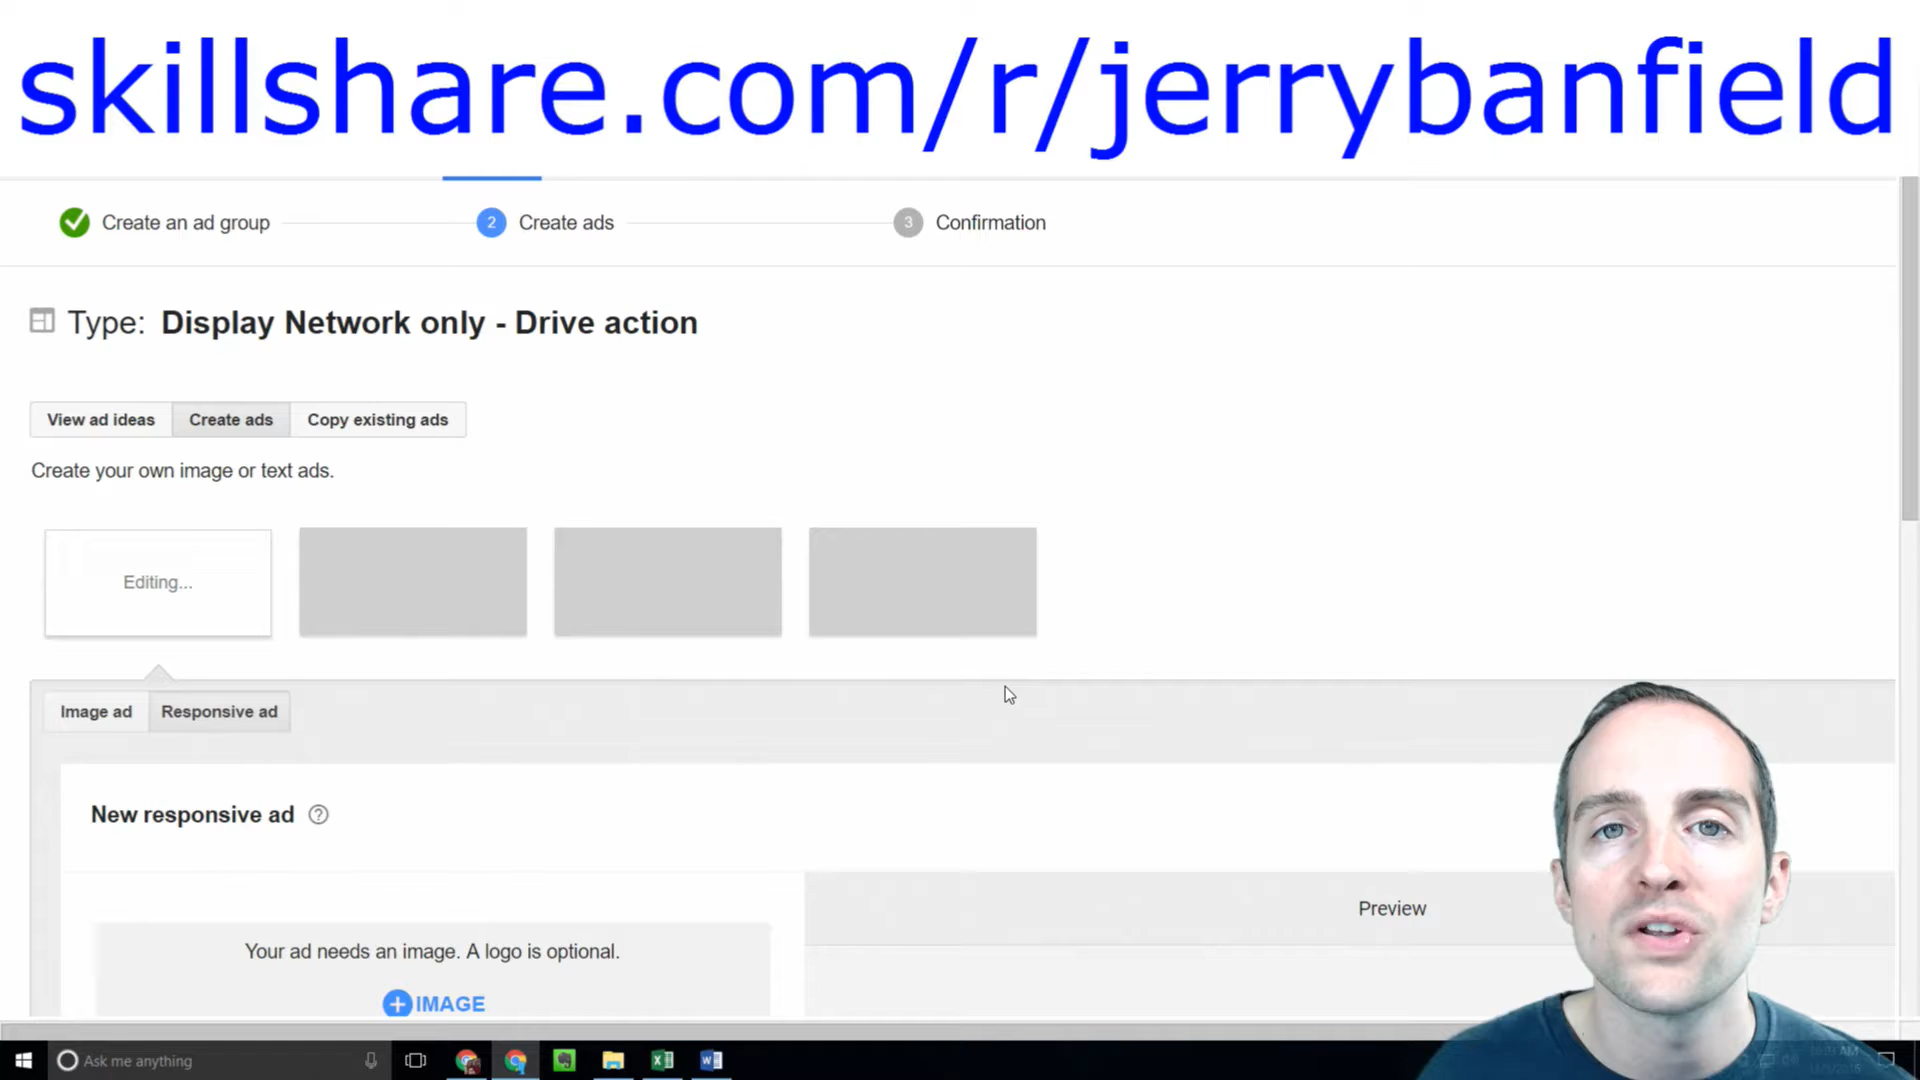 skillshare.com/r/jerrybanfield
Create an ad group
2
Create ads
3
Confirmation
Type: Display Network only - Drive action
View ad ideas
Create ads
Copy existing ads
Create your own image or text ads.
Editing...
Image ad
Responsive ad
New responsive ad ?
Preview
Your ad needs an image. A logo is optional.
+ IMAGE
Ask me anything